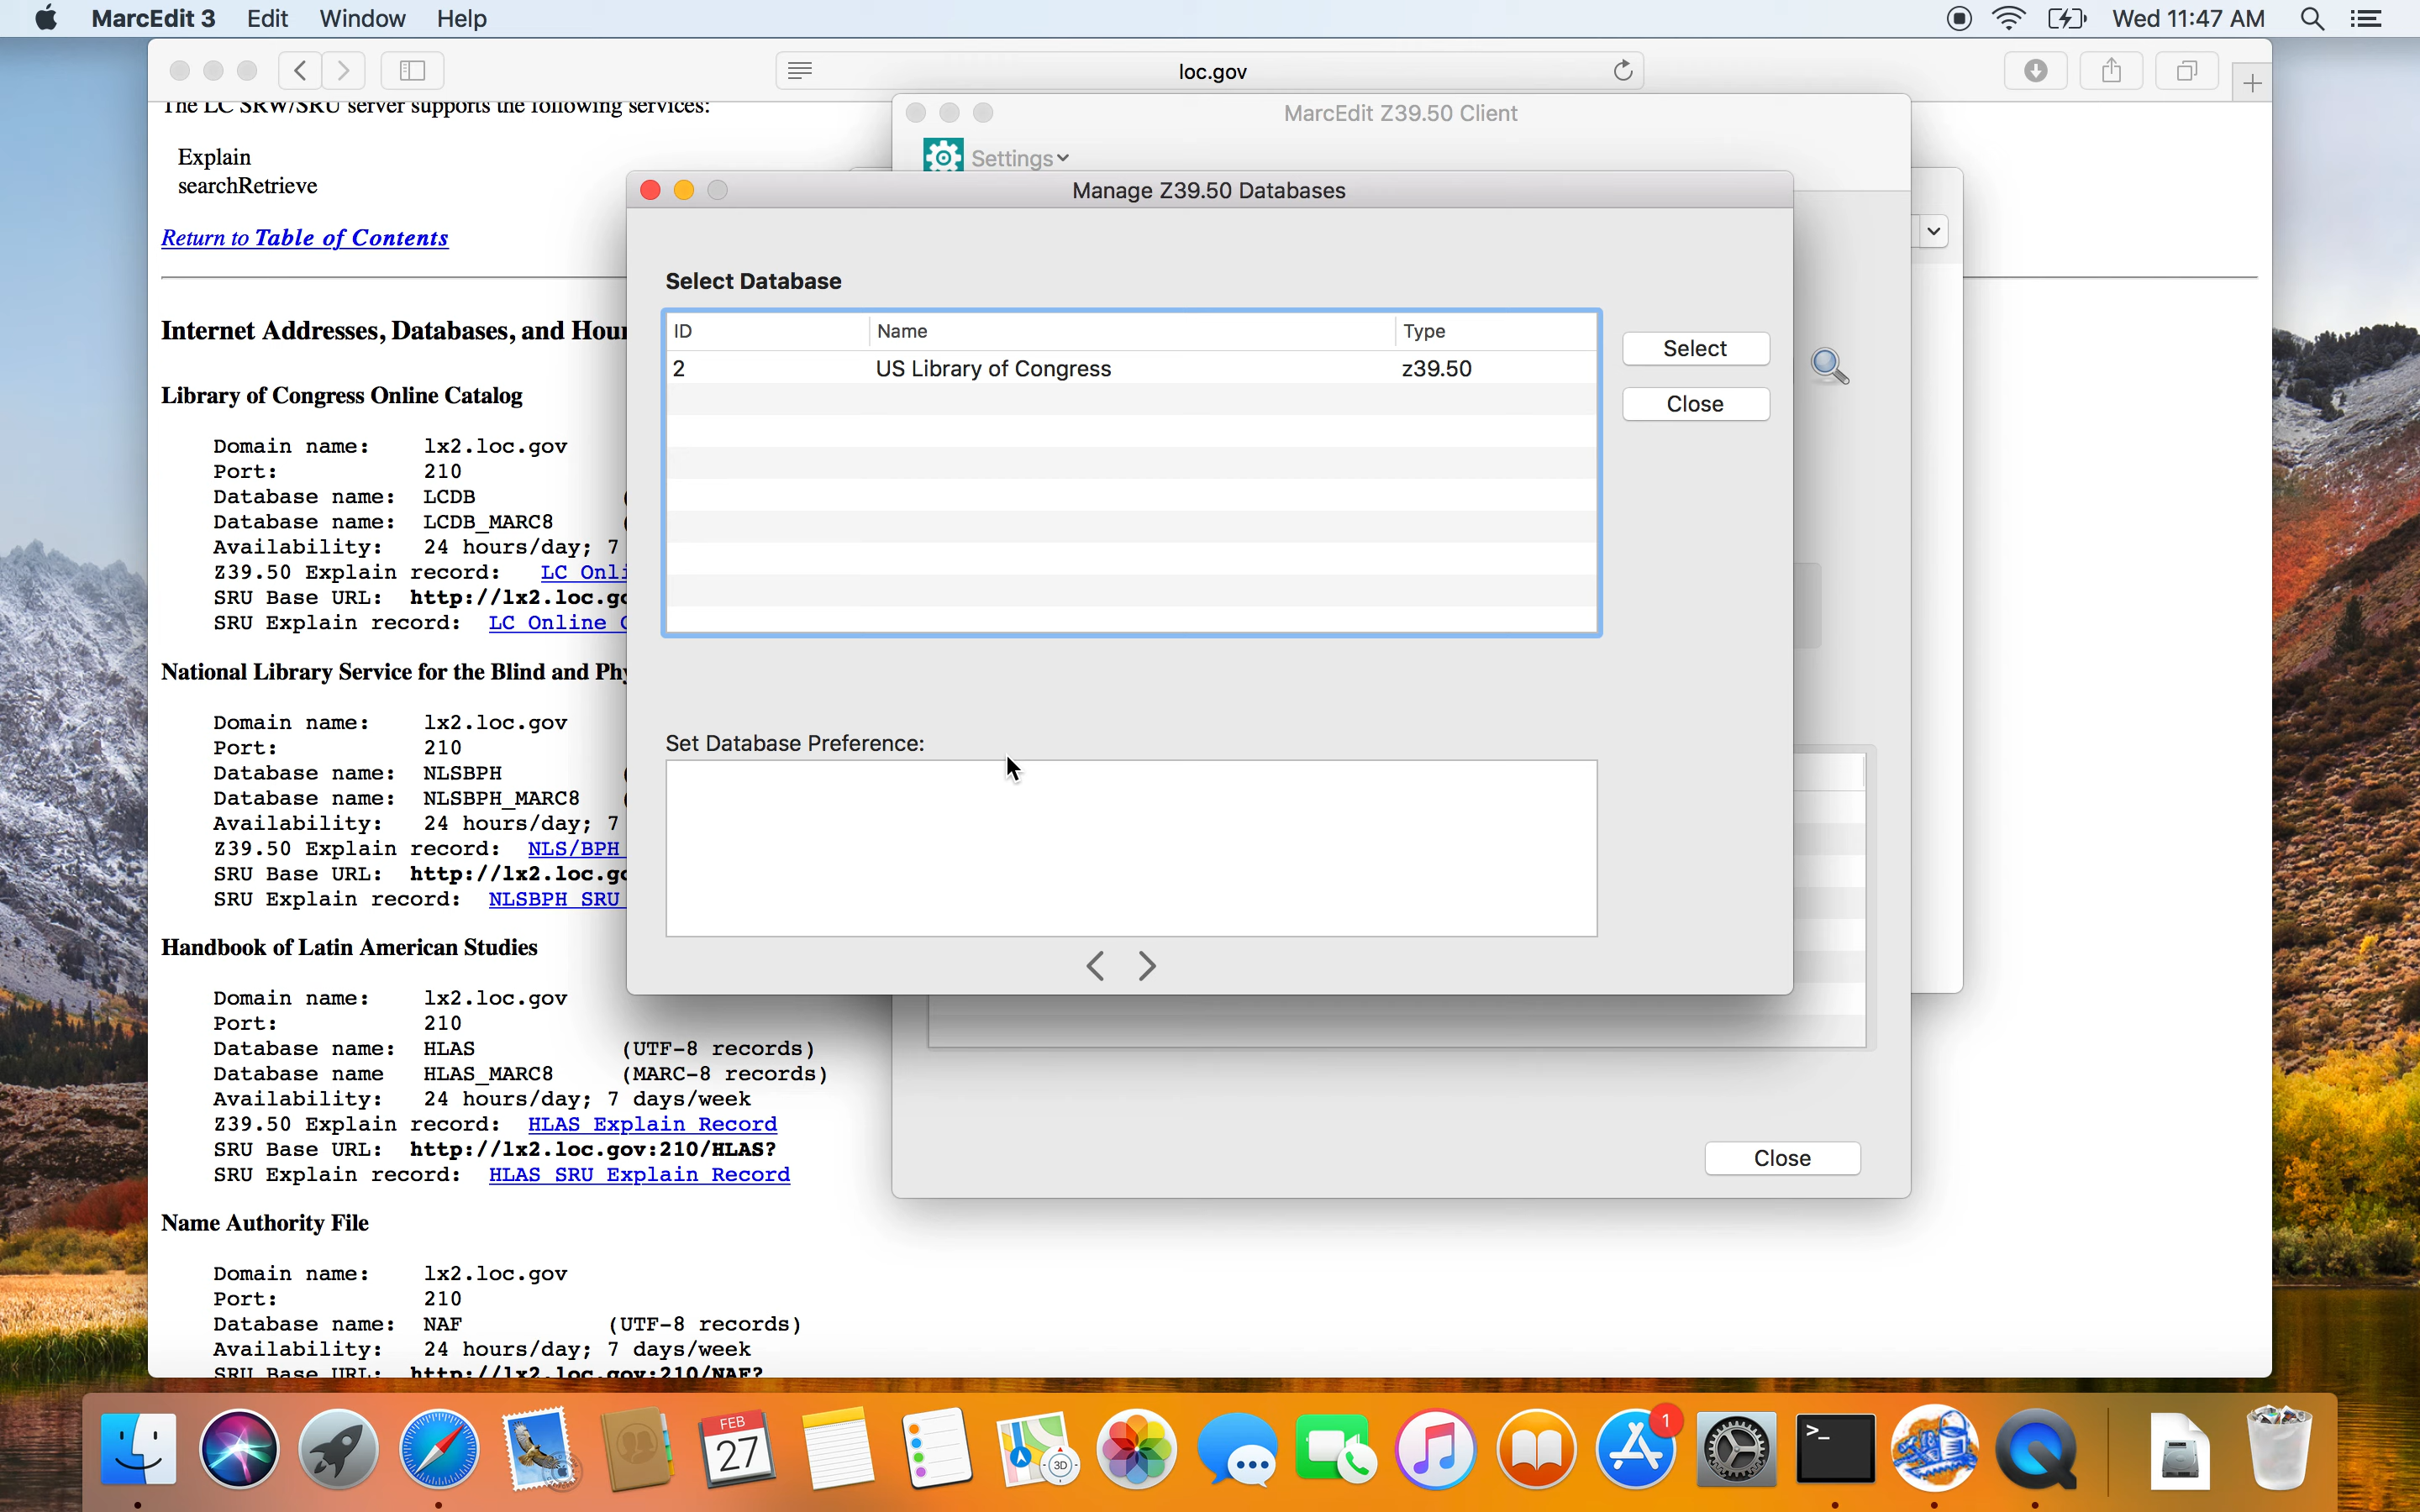 MarcEdit 3 Edit Window Help Wed 11:47 AM
loc.gov
The LC SRW/SRU server supports the following services:
Explain
searchRetrieve
Return to Table of Contents
Internet Addresses, Databases, and Hour
Library of Congress Online Catalog
Domain name: lx2.loc.gov
Port: 210
Database name: LCDB (
Database name: LCDB_MARC8 (
Availability: 24 hours/day; 7
Z39.50 Explain record: LC Onli
SRU Base URL: http://lx2.loc.go
SRU Explain record: LC Online
National Library Service for the Blind and Phy
Domain name: lx2.loc.gov
Port: 210
Database name: NLSBPH (
Database name: NLSBPH_MARC8 (
Availability: 24 hours/day; 7
Z39.50 Explain record: NLS/BPH
SRU Base URL: http://lx2.loc.go
SRU Explain record: NLSBPH SRU
Handbook of Latin American Studies
Domain name: lx2.loc.gov
Port: 210
Database name: HLAS (UTF-8 records)
Database name HLAS_MARC8 (MARC-8 records)
Availability: 24 hours/day; 7 days/week
Z39.50 Explain record: HLAS Explain Record
SRU Base URL: http://lx2.loc.gov:210/HLAS?
SRU Explain record: HLAS SRU Explain Record
Name Authority File
Domain name: lx2.loc.gov
Port: 210
Database name: NAF (UTF-8 records)
Availability: 24 hours/day; 7 days/week
SRU Base URL: http://lx2.loc.gov:210/NAF?
MarcEdit Z39.50 Client
Settings
Manage Z39.50 Databases
Select Database
ID Name Type
2 US Library of Congress z39.50
Select
Close
Set Database Preference:
Close
FEB
27
3D
1
>_